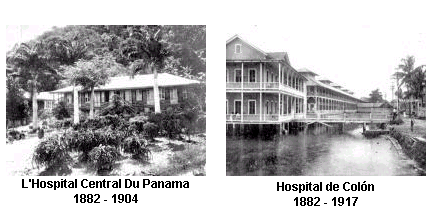 L'Hospital Central Du Panama
1882 - 1904
Hospital de Colón
1882 - 1917